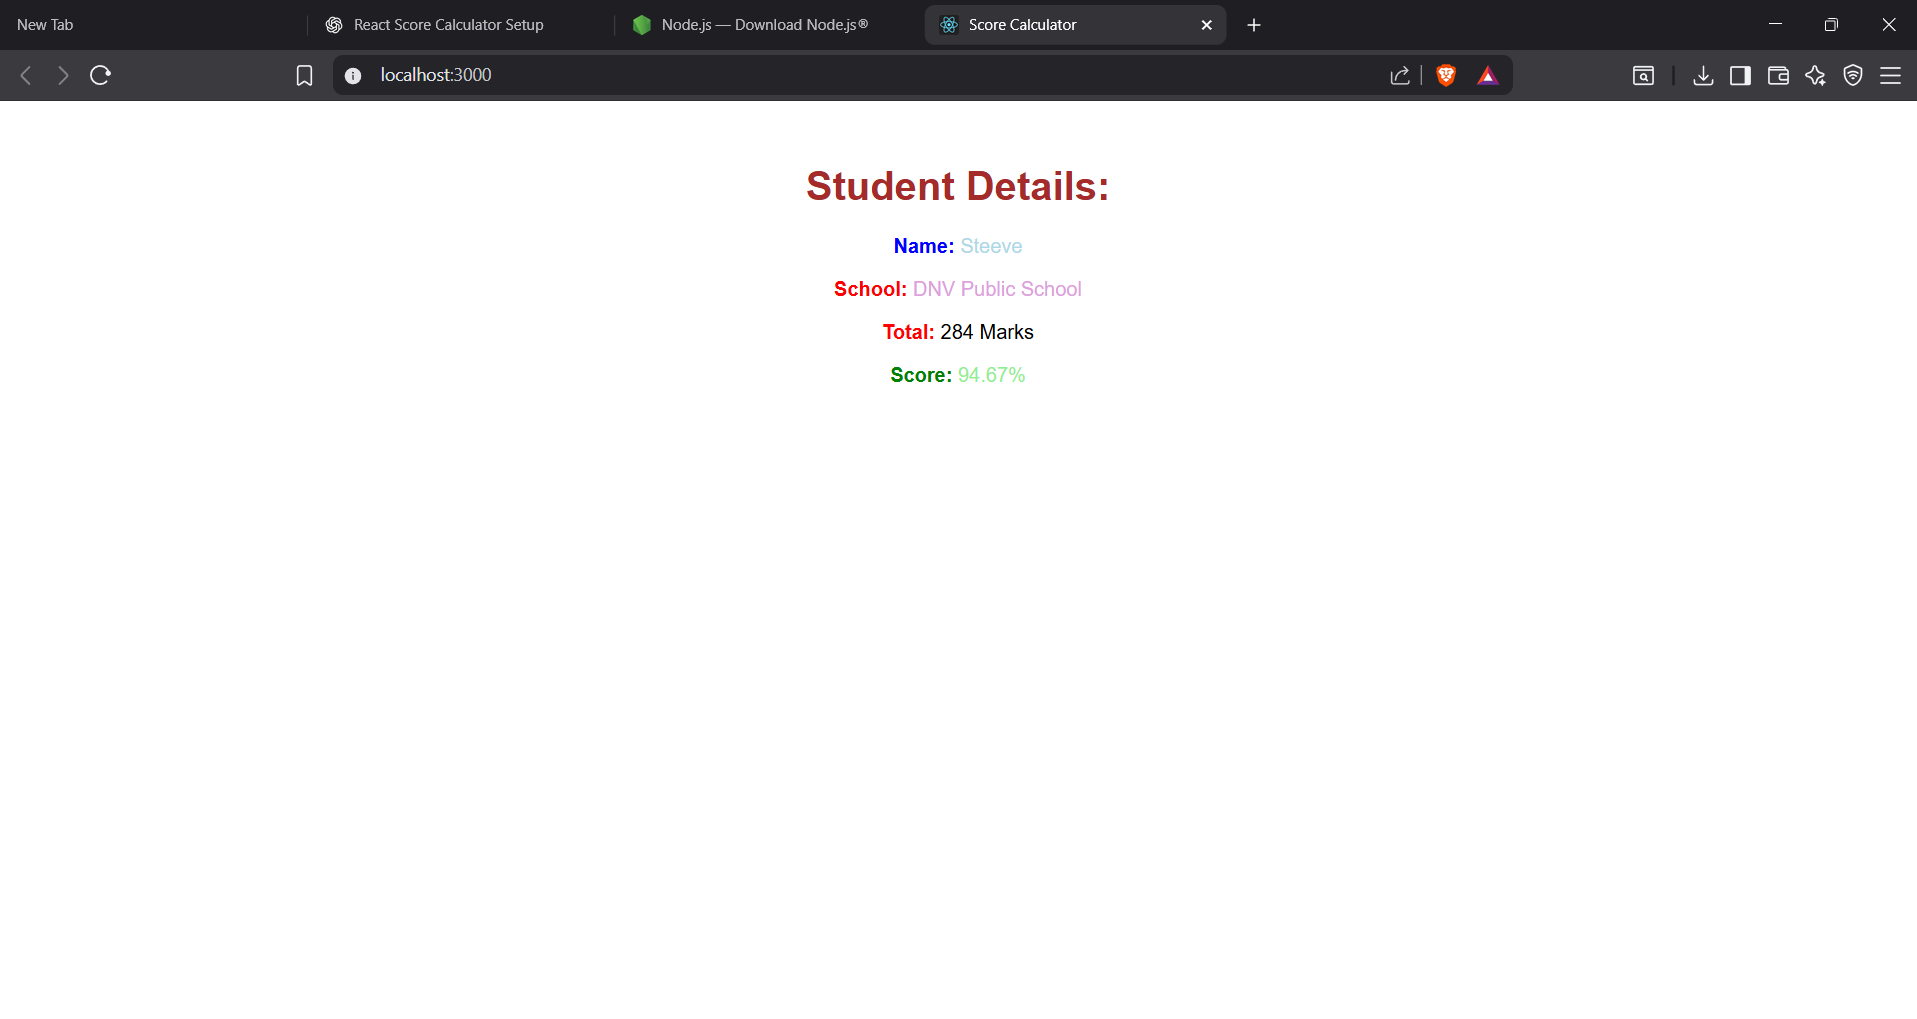 New Tab
React Score Calculator Setup
Node.js — Download Node.js®
Score Calculator
localhost:3000
Student Details:
Name: Steeve
School: DNV Public School
Total: 284 Marks
Score: 94.67%